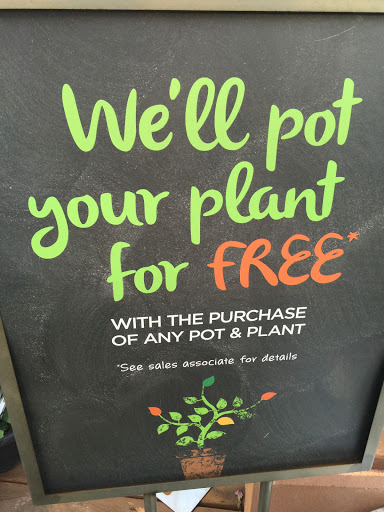 We'll pot
your plant
for FREE*
WITH THE PURCHASE
OF ANY POT & PLANT
*See sales associate for details